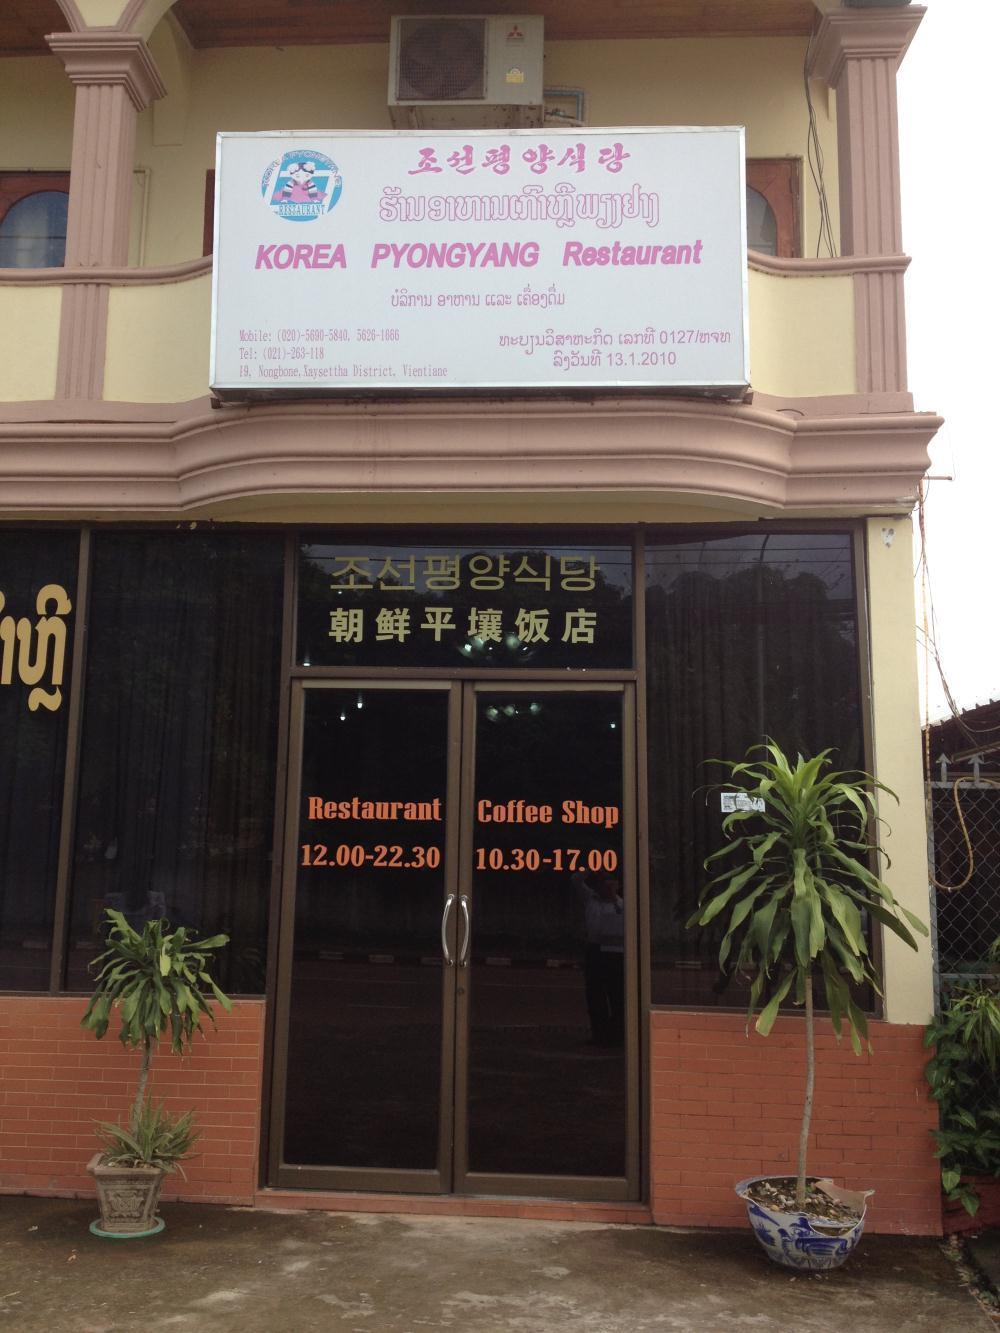 KOREA PYONGYANG
RESTAURANT
조선평양식당
ຮ້ານອາຫານເກົາຫຼີພຽງຢາງ
KOREA PYONGYANG Restaurant
ບໍລິການ ອາຫານ ແລະ ເຄື່ອງດື່ມ
Mobile: (020)-5690-5840, 5626-1666
Tel: (021)-263-118
19, Nongbone,Xaysettha District, Vientiane
ທະບຽນວິສາຫະກິດ ເລກທີ 0127/ຫຈທ
ລົງວັນທີ 13.1.2010
조선평양식당
朝鲜平壤饭店
Restaurant
12.00-22.30
Coffee Shop
10.30-17.00